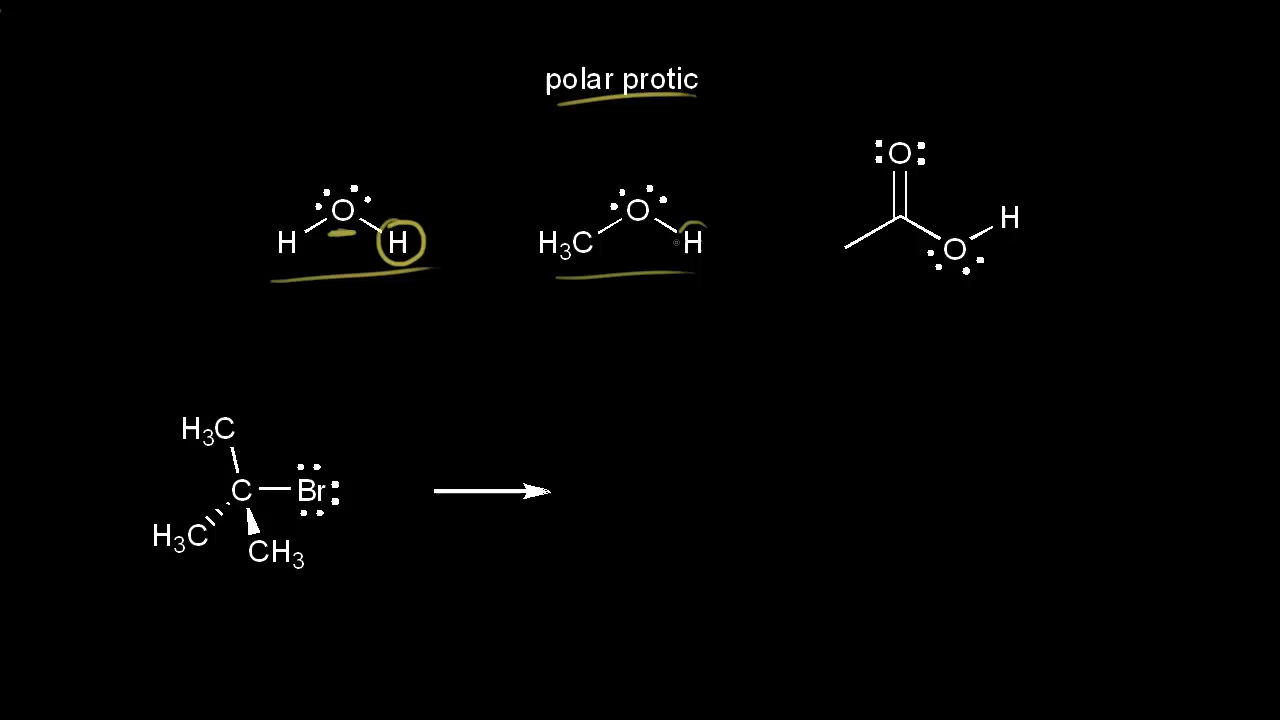 polar protic
:O:
O
H H
O
H₃C H
O H
H₃C
C Br
H₃C CH₃